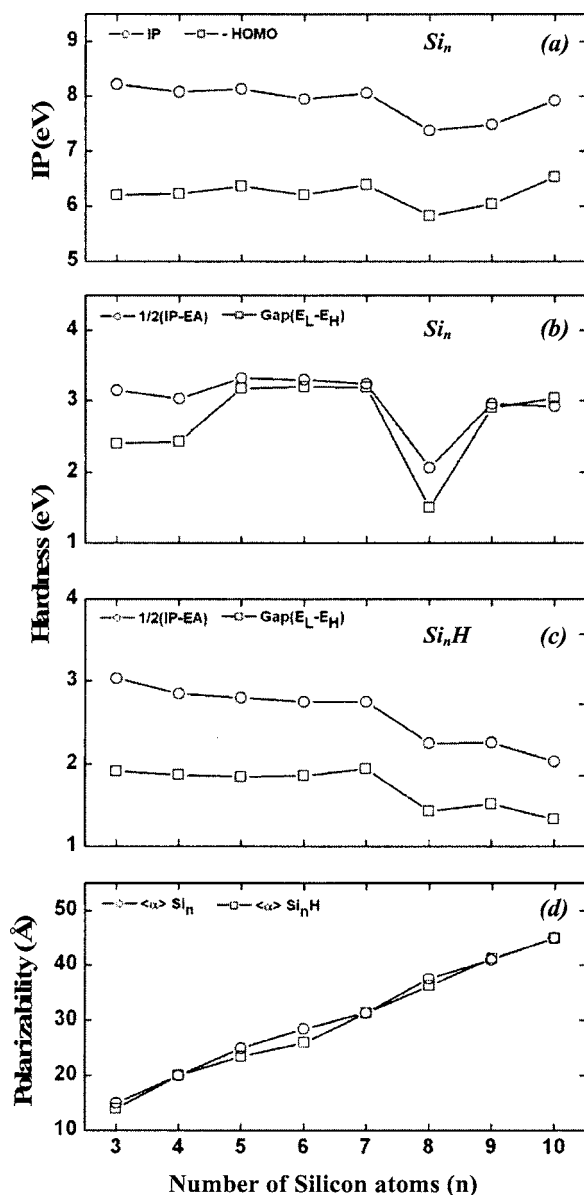 IP - HOMO Si_n (a)
9
8
7
6
5
IP (eV)
1/2(IP-EA) Gap(E_L-E_H) Si_n (b)
4
3
2
1
Hardness (eV)
1/2(IP-EA) Gap(E_L-E_H) Si_nH (c)
4
3
2
1
<α> Si_n <α> Si_nH (d)
50
40
30
20
10
Polarizability (Å)
3 4 5 6 7 8 9 10
Number of Silicon atoms (n)